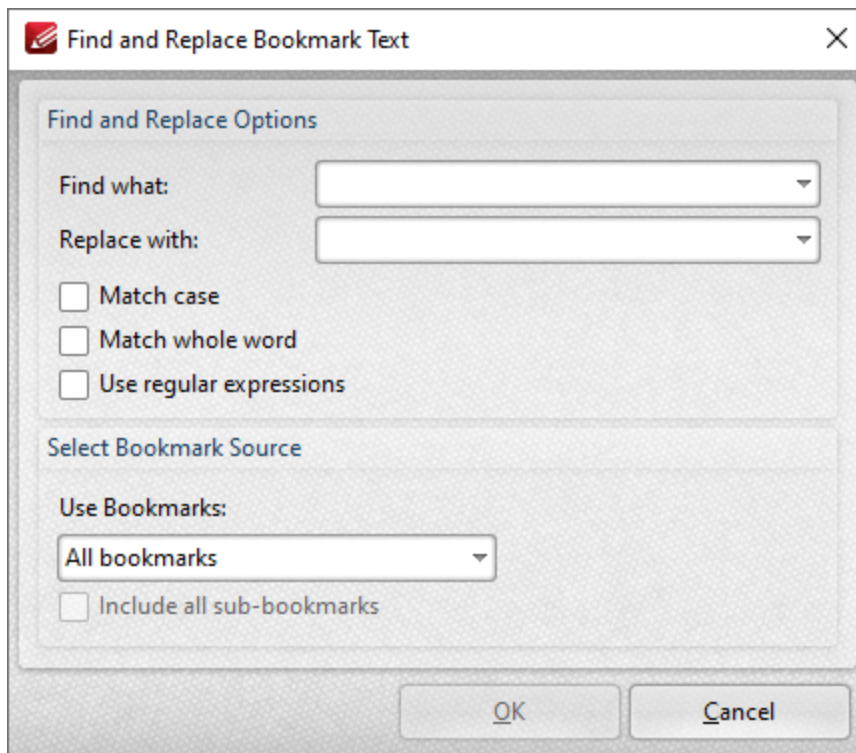 Find and Replace Bookmark Text
Find and Replace Options
Find what:
Replace with:
Match case
Match whole word
Use regular expressions
Select Bookmark Source
Use Bookmarks:
All bookmarks
Include all sub-bookmarks
OK Cancel